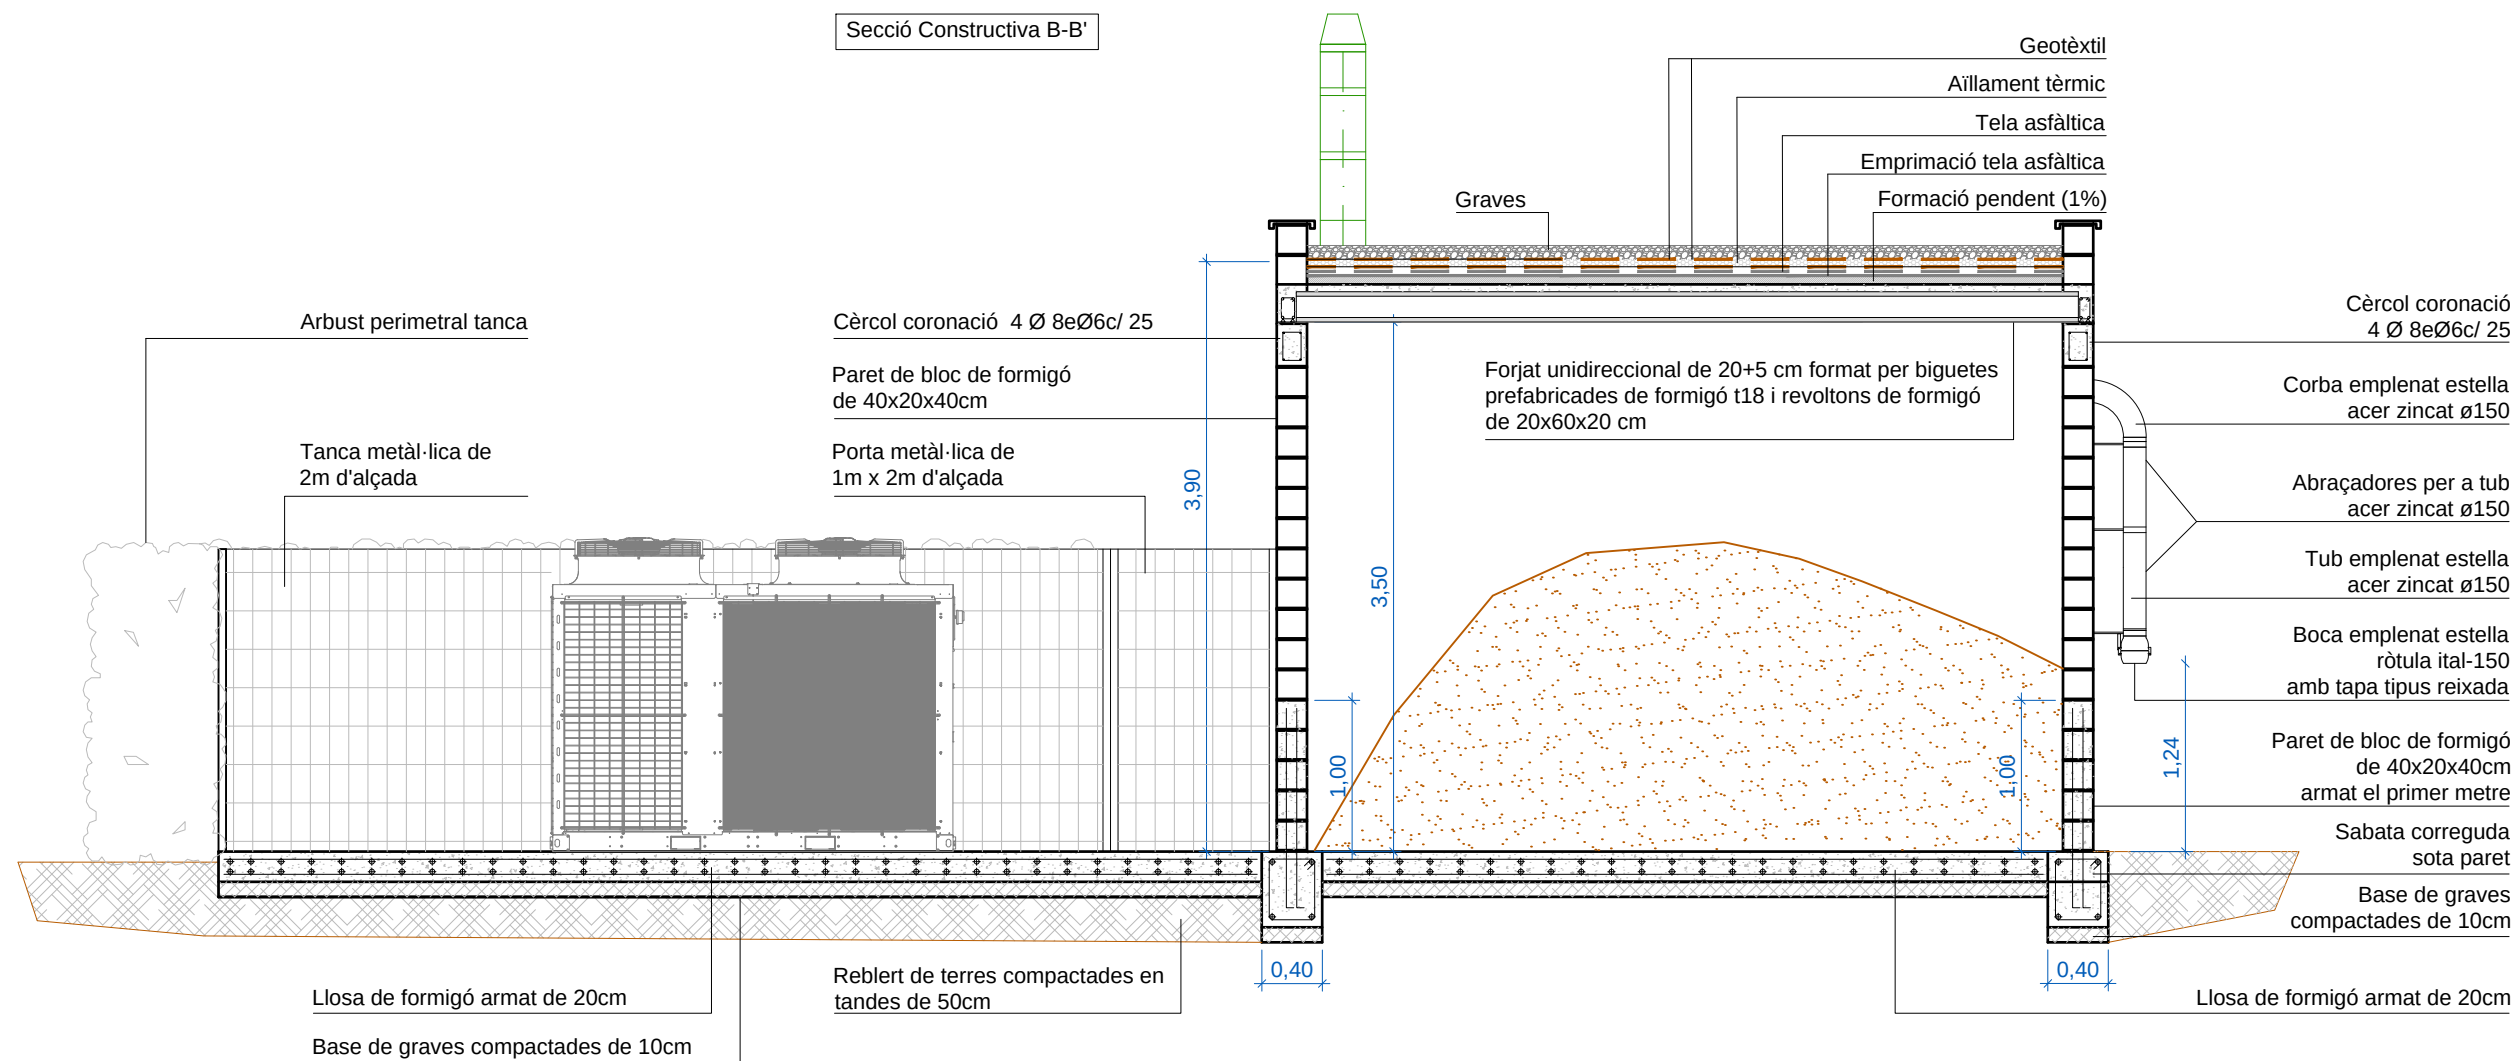 Secció Constructiva B-B'
Geotèxtil
Aïllament tèrmic
Tela asfàltica
Emprimació tela asfàltica
Graves
Formació pendent (1%)
Arbust perimetral tanca
Cèrcol coronació  4 Ø 8eØ6c/ 25
Cèrcol coronació
4 Ø 8eØ6c/ 25
Paret de bloc de formigó
de 40x20x40cm
Forjat unidireccional de 20+5 cm format per biguetes
prefabricades de formigó t18 i revoltons de formigó
de 20x60x20 cm
Corba emplenat estella
acer zincat ø150
Tanca metàl·lica de
2m d'alçada
Porta metàl·lica de
1m x 2m d'alçada
3,90
Abraçadores per a tub
acer zincat ø150
3,50
Tub emplenat estella
acer zincat ø150
Boca emplenat estella
ròtula ital-150
amb tapa tipus reixada
1,00
1,00
1,24
Paret de bloc de formigó
de 40x20x40cm
armat el primer metre
Sabata correguda
sota paret
Base de graves
compactades de 10cm
0,40
0,40
Reblert de terres compactades en
tandes de 50cm
Llosa de formigó armat de 20cm
Llosa de formigó armat de 20cm
Base de graves compactades de 10cm